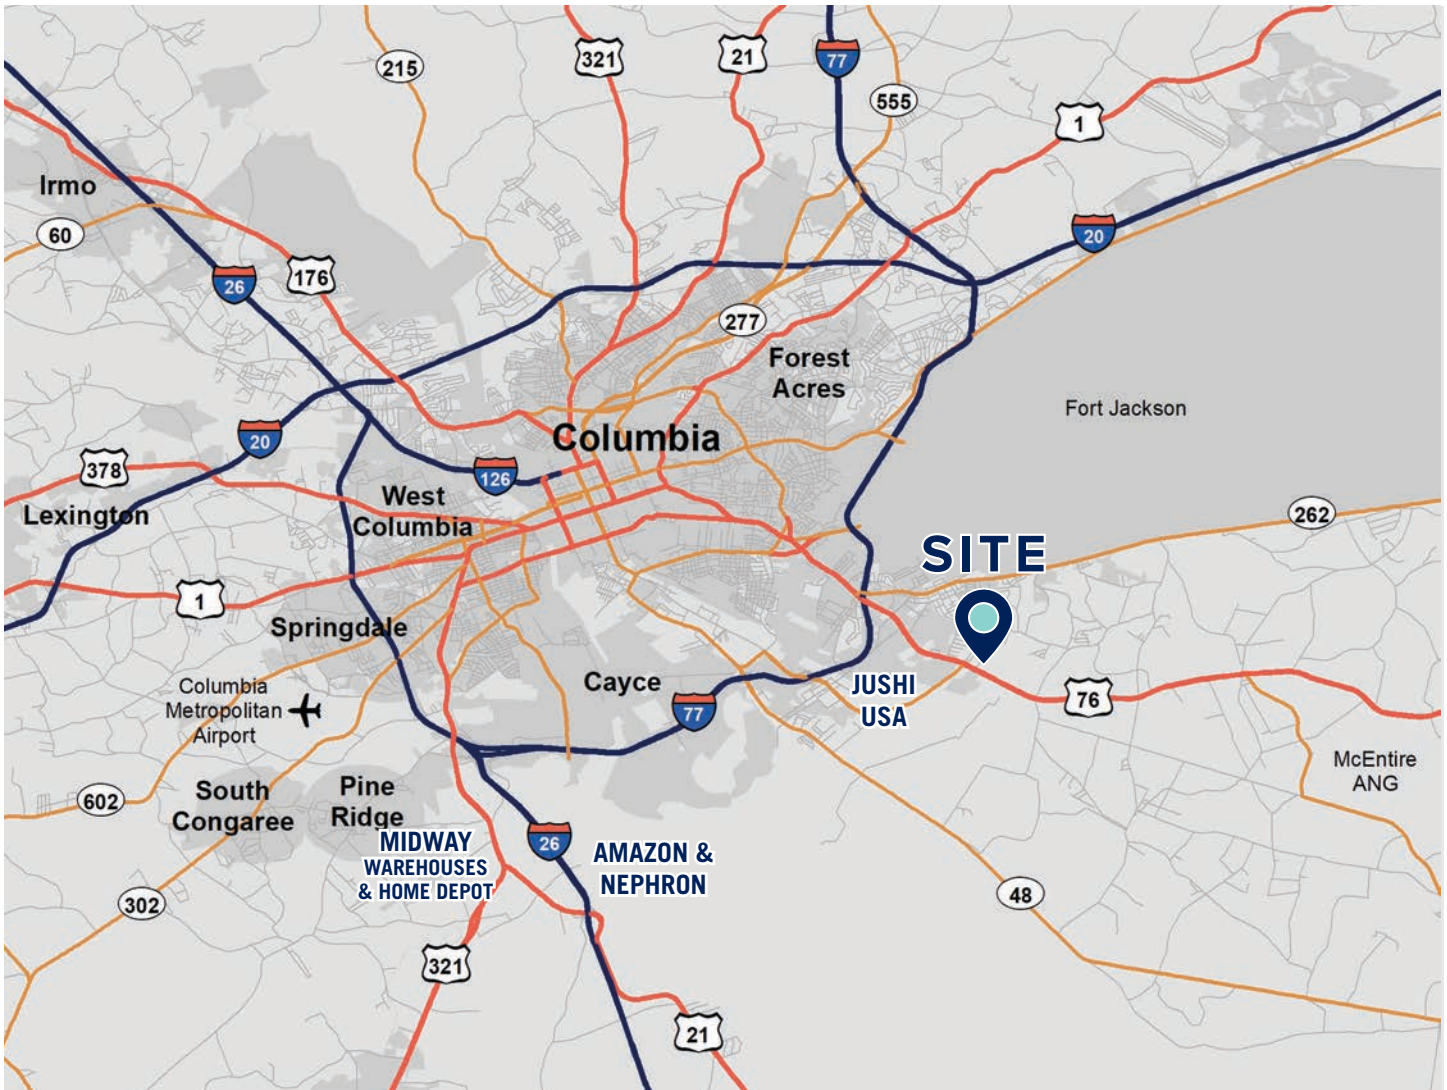 321
21
77
215
555
1
Irmo
60
20
176
26
277
Forest
Acres
Fort Jackson
Columbia
20
378
126
West
Columbia
Lexington
262
SITE
1
Springdale
Cayce
JUSHI
USA
76
Columbia
Metropolitan
Airport
77
McEntire
ANG
602
South
Congaree
Pine
Ridge
MIDWAY
WAREHOUSES
& HOME DEPOT
26
AMAZON &
NEPHRON
302
48
321
21